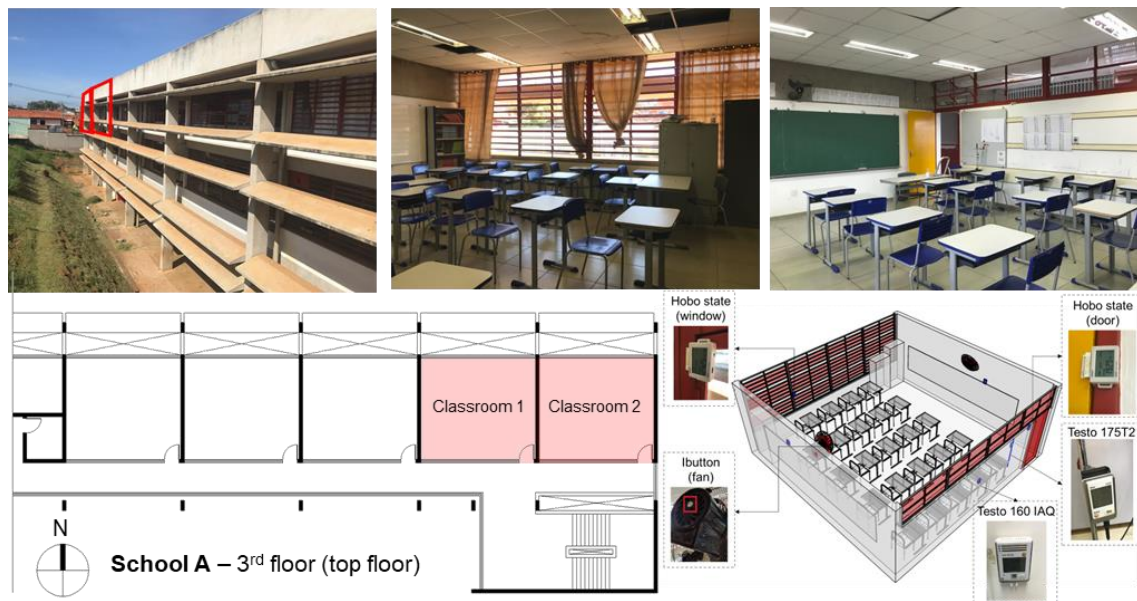 Hobo state
(window)
Hobo state
(door)
Classroom 1
Classroom 2
Testo 175T2
Ibutton
(fan)
Testo 160 IAQ
N
School A – 3rd floor (top floor)